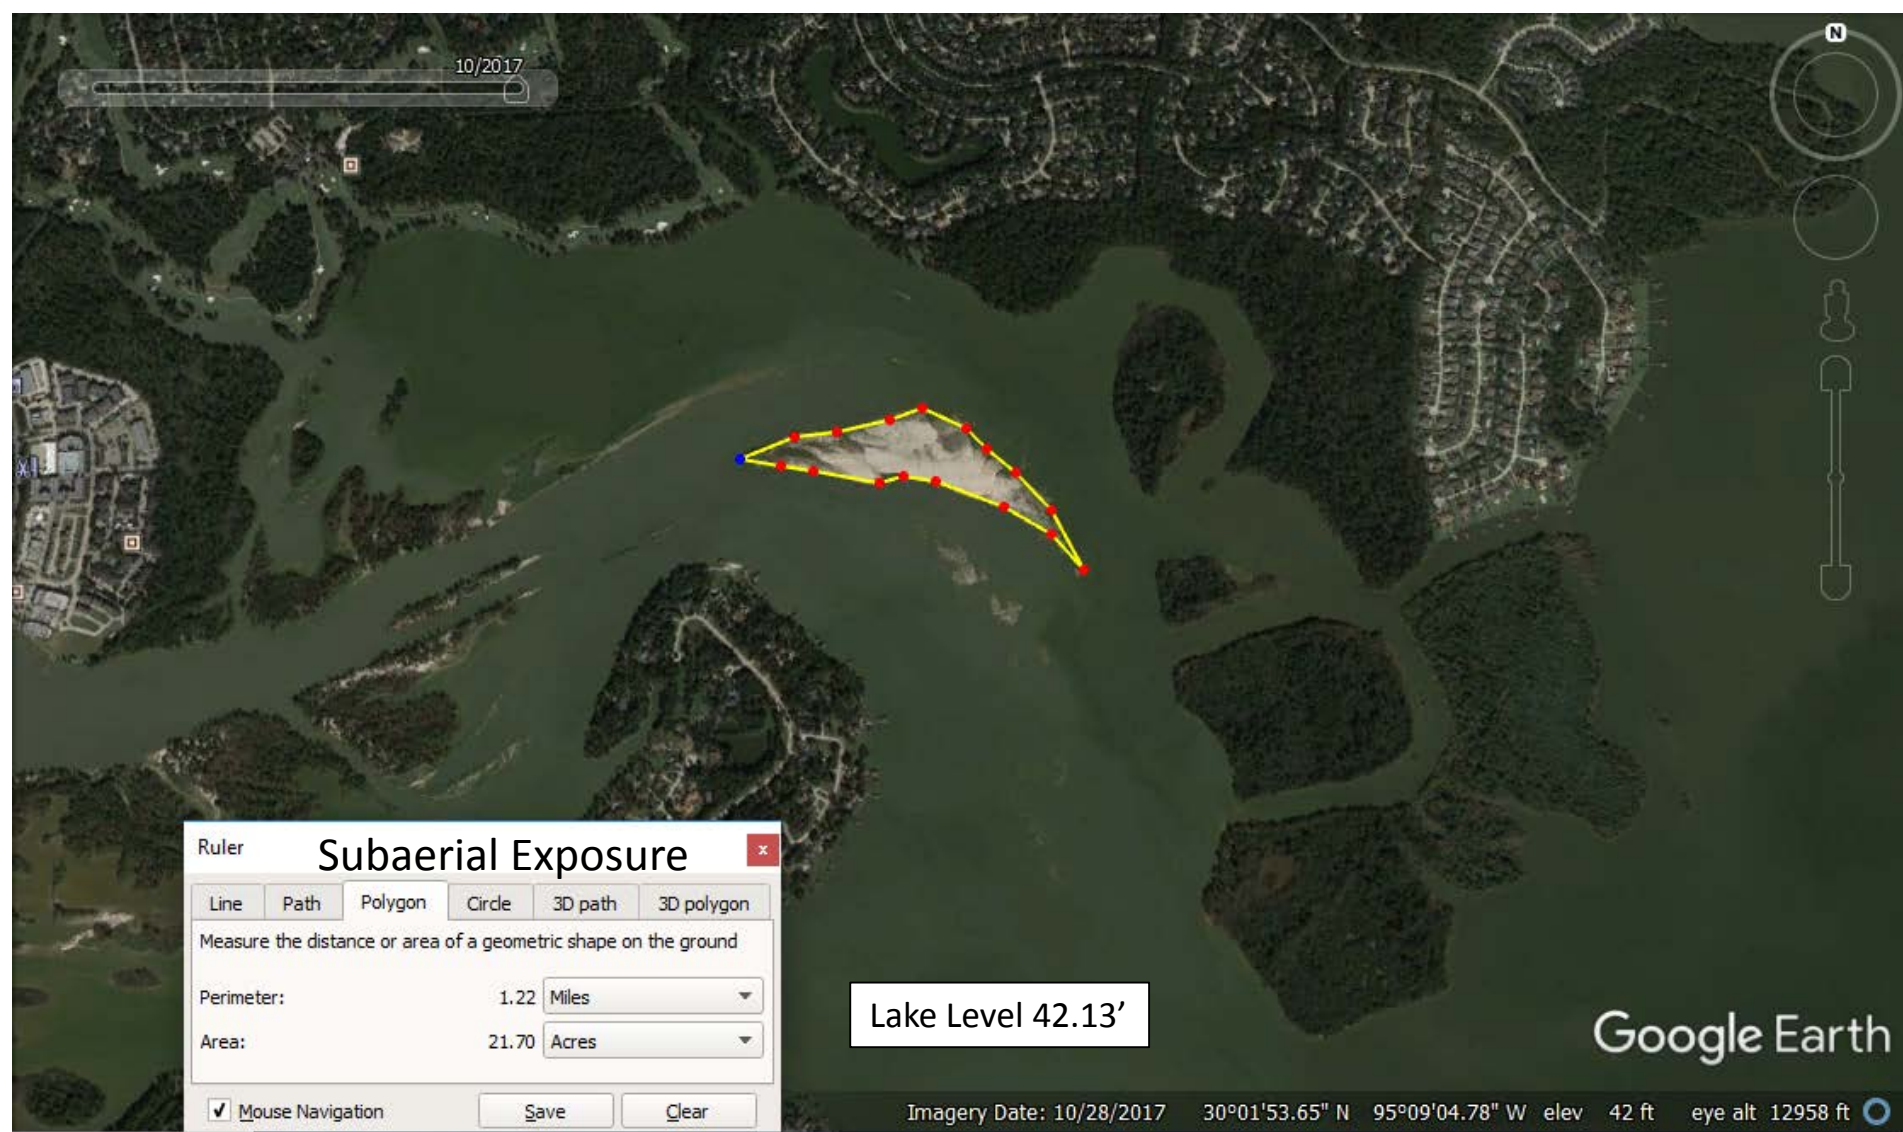 N
10/2017
Ruler
Subaerial Exposure
x
Line Path Polygon Circle 3D path 3D polygon
Measure the distance or area of a geometric shape on the ground
Perimeter: 1.22 Miles
Area: 21.70 Acres
Mouse Navigation Save Clear
Lake Level 42.13’
Google Earth
Imagery Date: 10/28/2017 30°01'53.65" N 95°09'04.78" W elev 42 ft eye alt 12958 ft